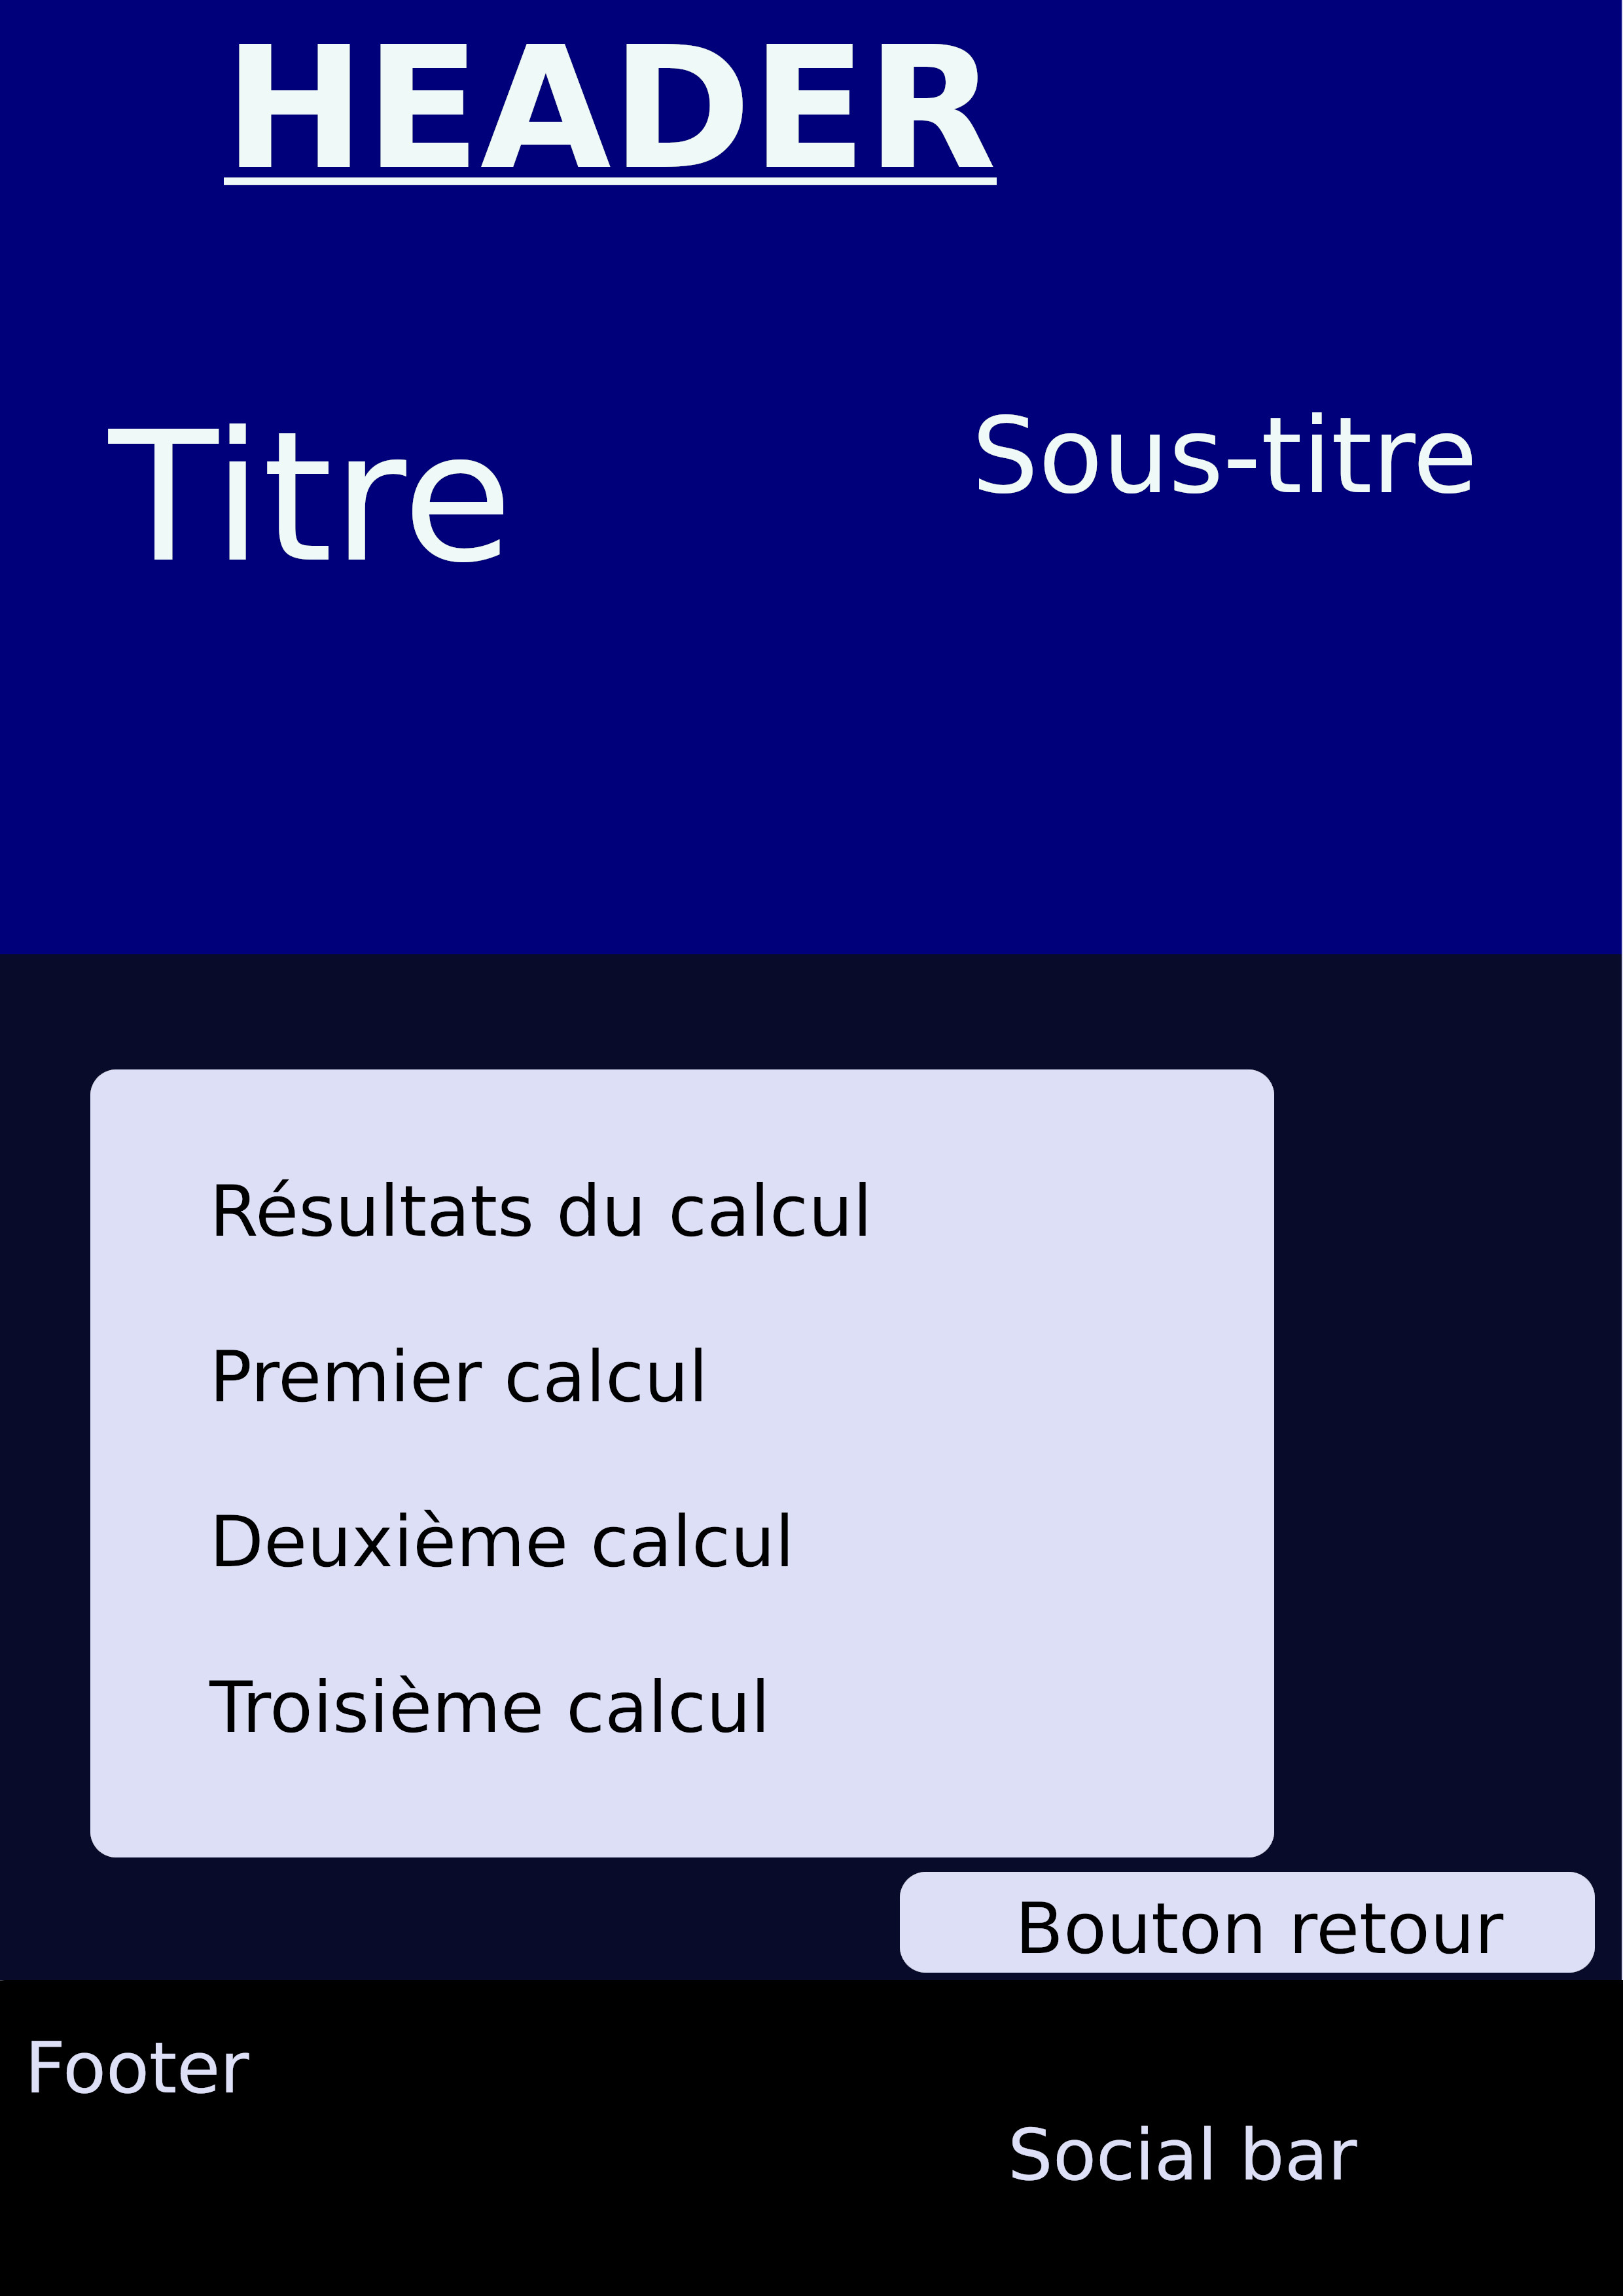 HEADER
Titre
Sous-titre
Résultats du calcul
Premier calcul
Deuxième calcul
Troisième calcul
Bouton retour
Footer
Social bar